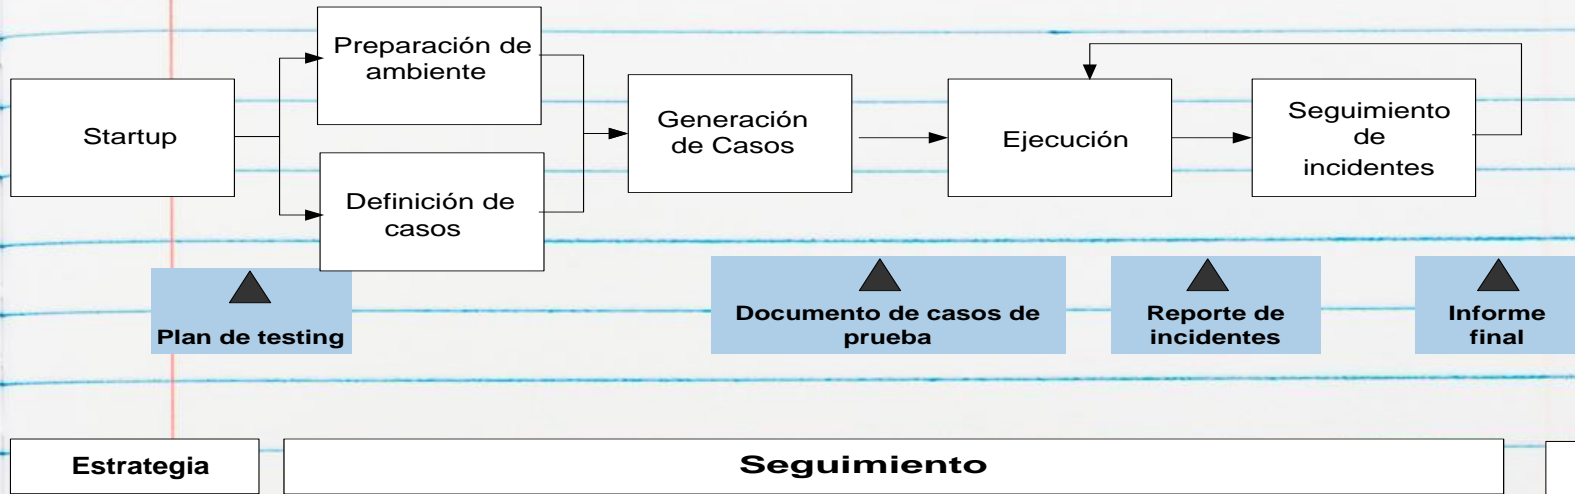 Startup
Preparación de
ambiente
Definición de
casos
Generación
de Casos
Ejecución
Seguimiento
de
incidentes
Plan de testing
Documento de casos de
prueba
Reporte de
incidentes
Informe
final
Estrategia
Seguimiento